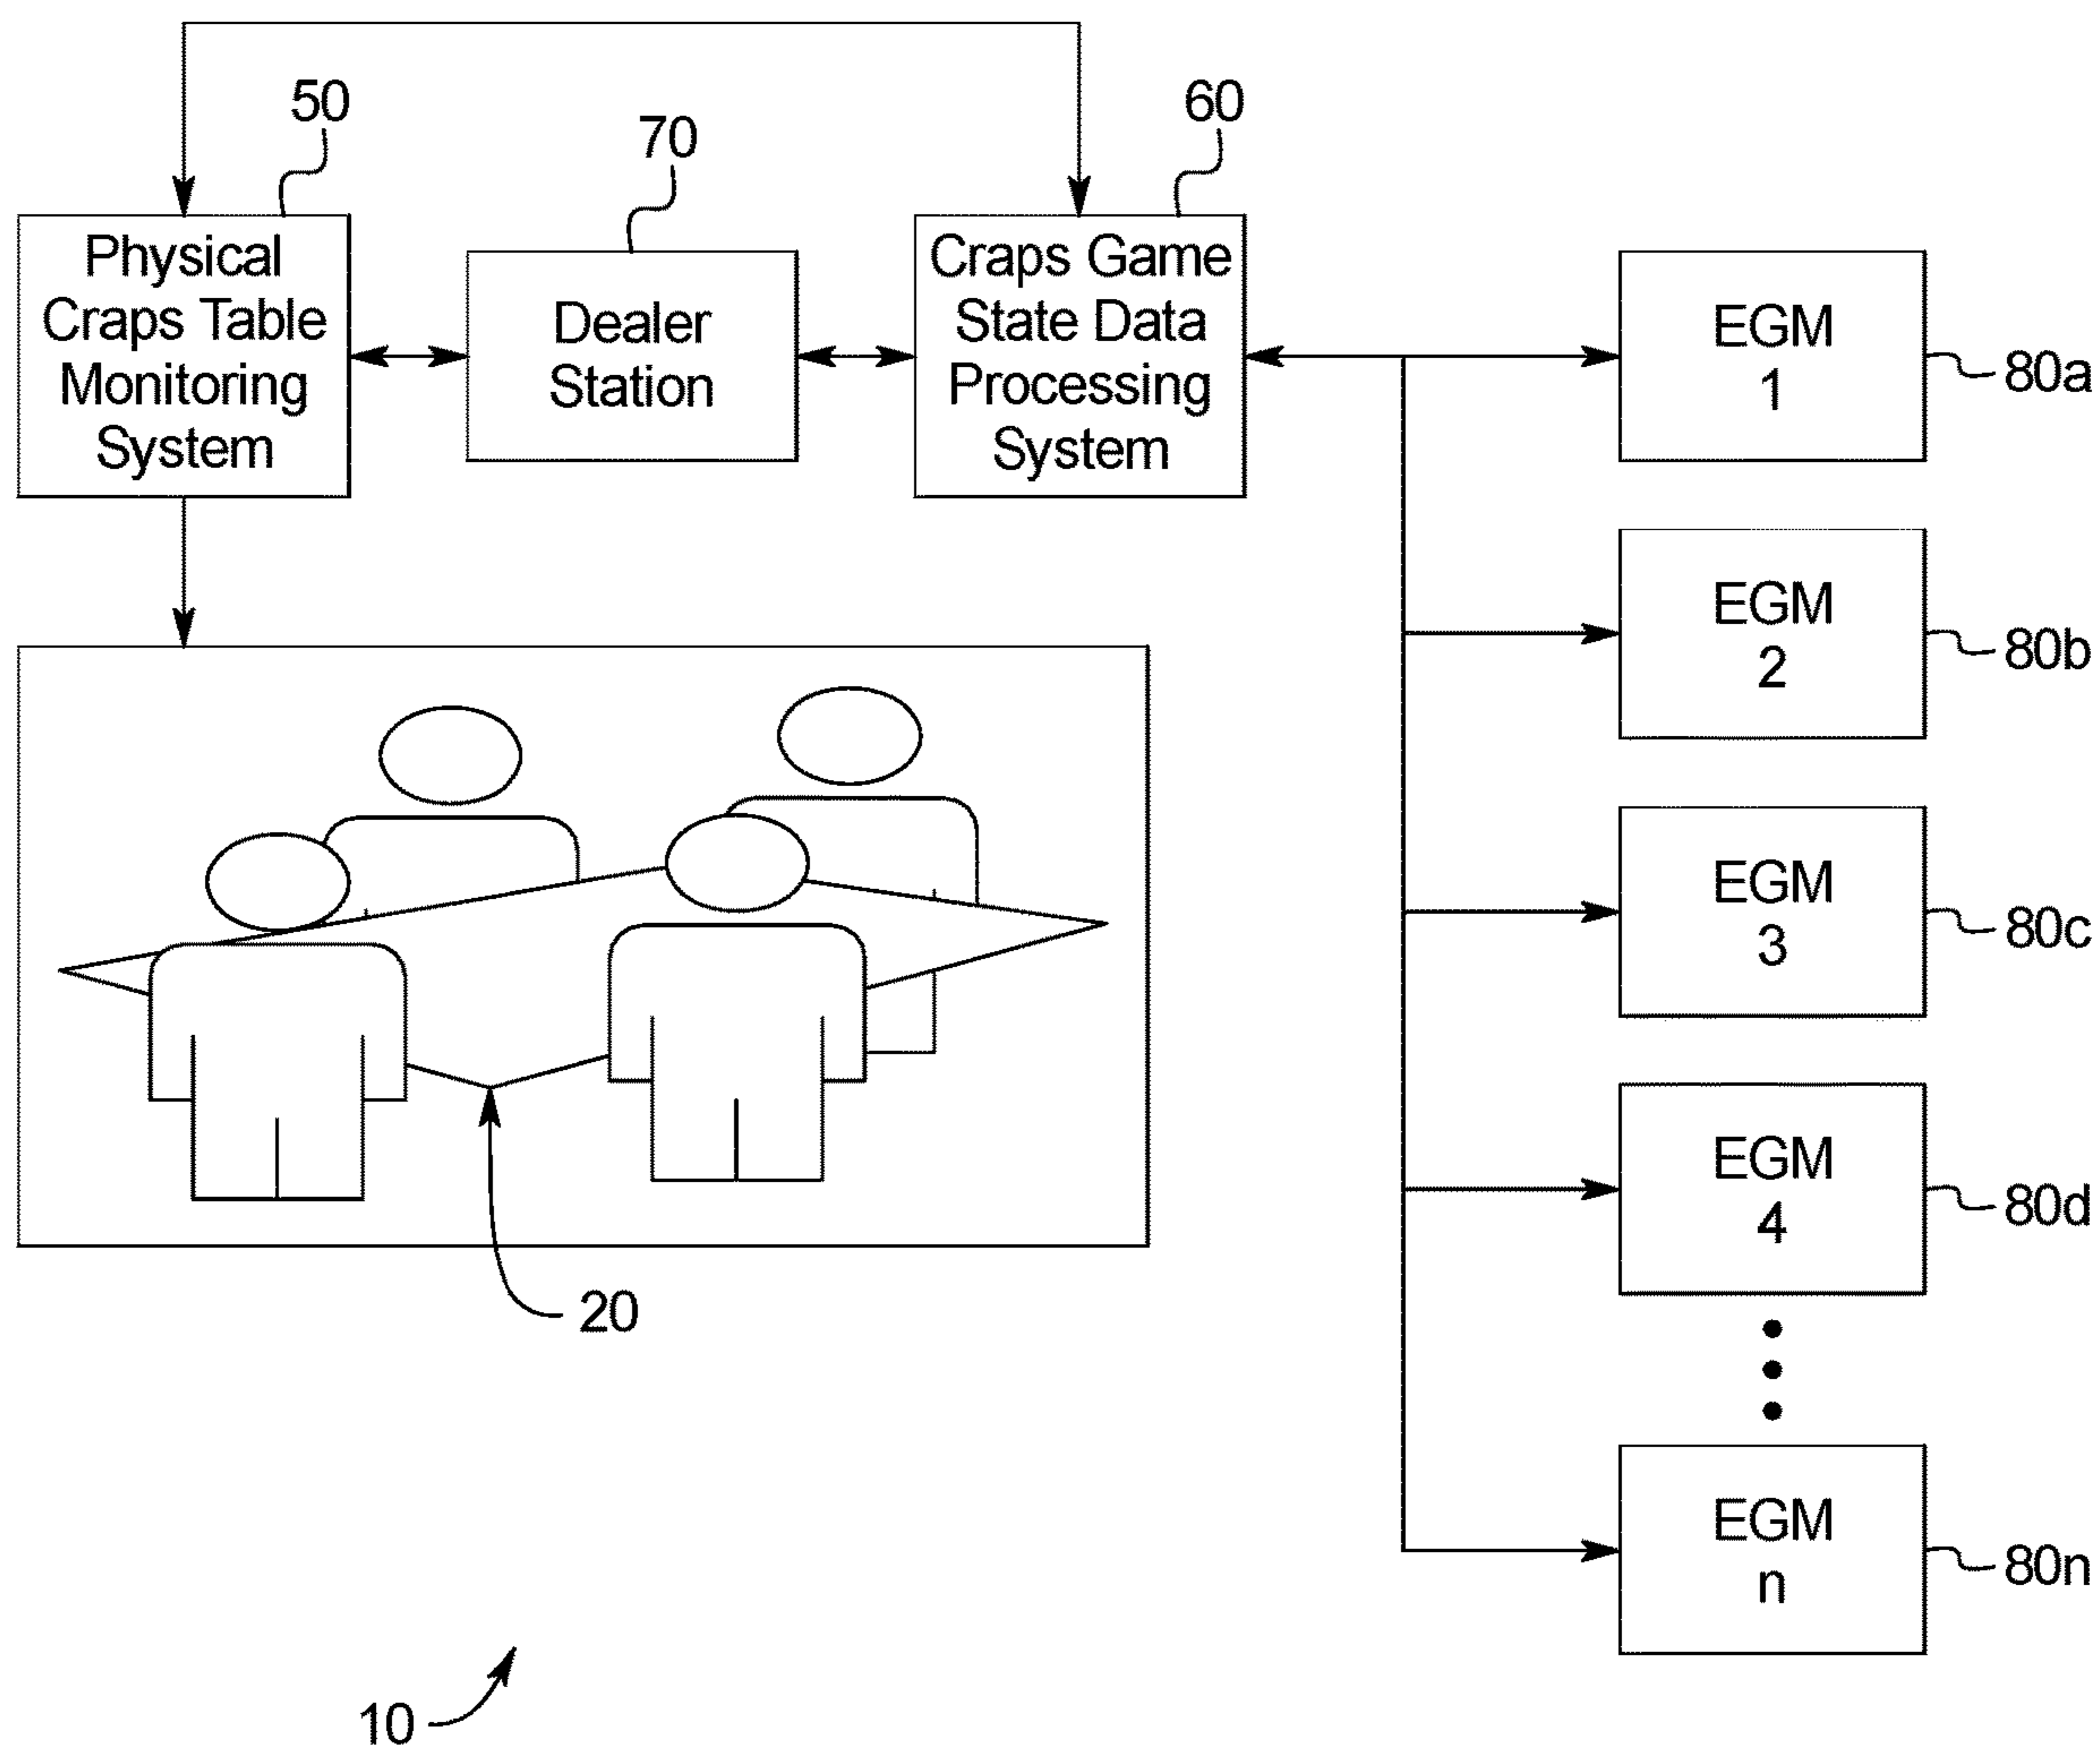 50
70
60
Physical
Craps Table
Monitoring
System
Dealer
Station
Craps Game
State Data
Processing
System
EGM
1
80a
EGM
2
80b
EGM
3
80c
EGM
4
80d
EGM
n
80n
20
10